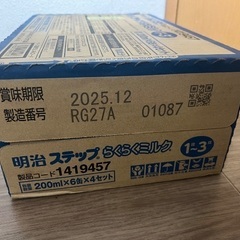 賞味期限 2025.12
製造番号 RG27A 01087
明治 ステップ らくらくミルク 1才~3才
製品コード 1419457
200ml×6缶×4セット